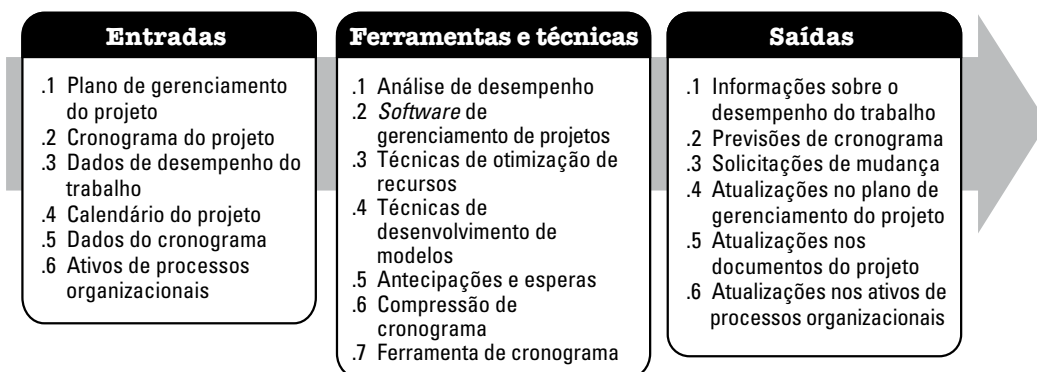 Entradas
.1 Plano de gerenciamento
do projeto
.2 Cronograma do projeto
.3 Dados de desempenho do
trabalho
.4 Calendário do projeto
.5 Dados do cronograma
.6 Ativos de processos
organizacionais
Ferramentas e técnicas
.1 Análise de desempenho
.2 Software de
gerenciamento de projetos
.3 Técnicas de otimização de
recursos
.4 Técnicas de
desenvolvimento de
modelos
.5 Antecipações e esperas
.6 Compressão de
cronograma
.7 Ferramenta de cronograma
Saídas
.1 Informações sobre o
desempenho do trabalho
.2 Previsões de cronograma
.3 Solicitações de mudança
.4 Atualizações no plano de
gerenciamento do projeto
.5 Atualizações nos
documentos do projeto
.6 Atualizações nos ativos de
processos organizacionais